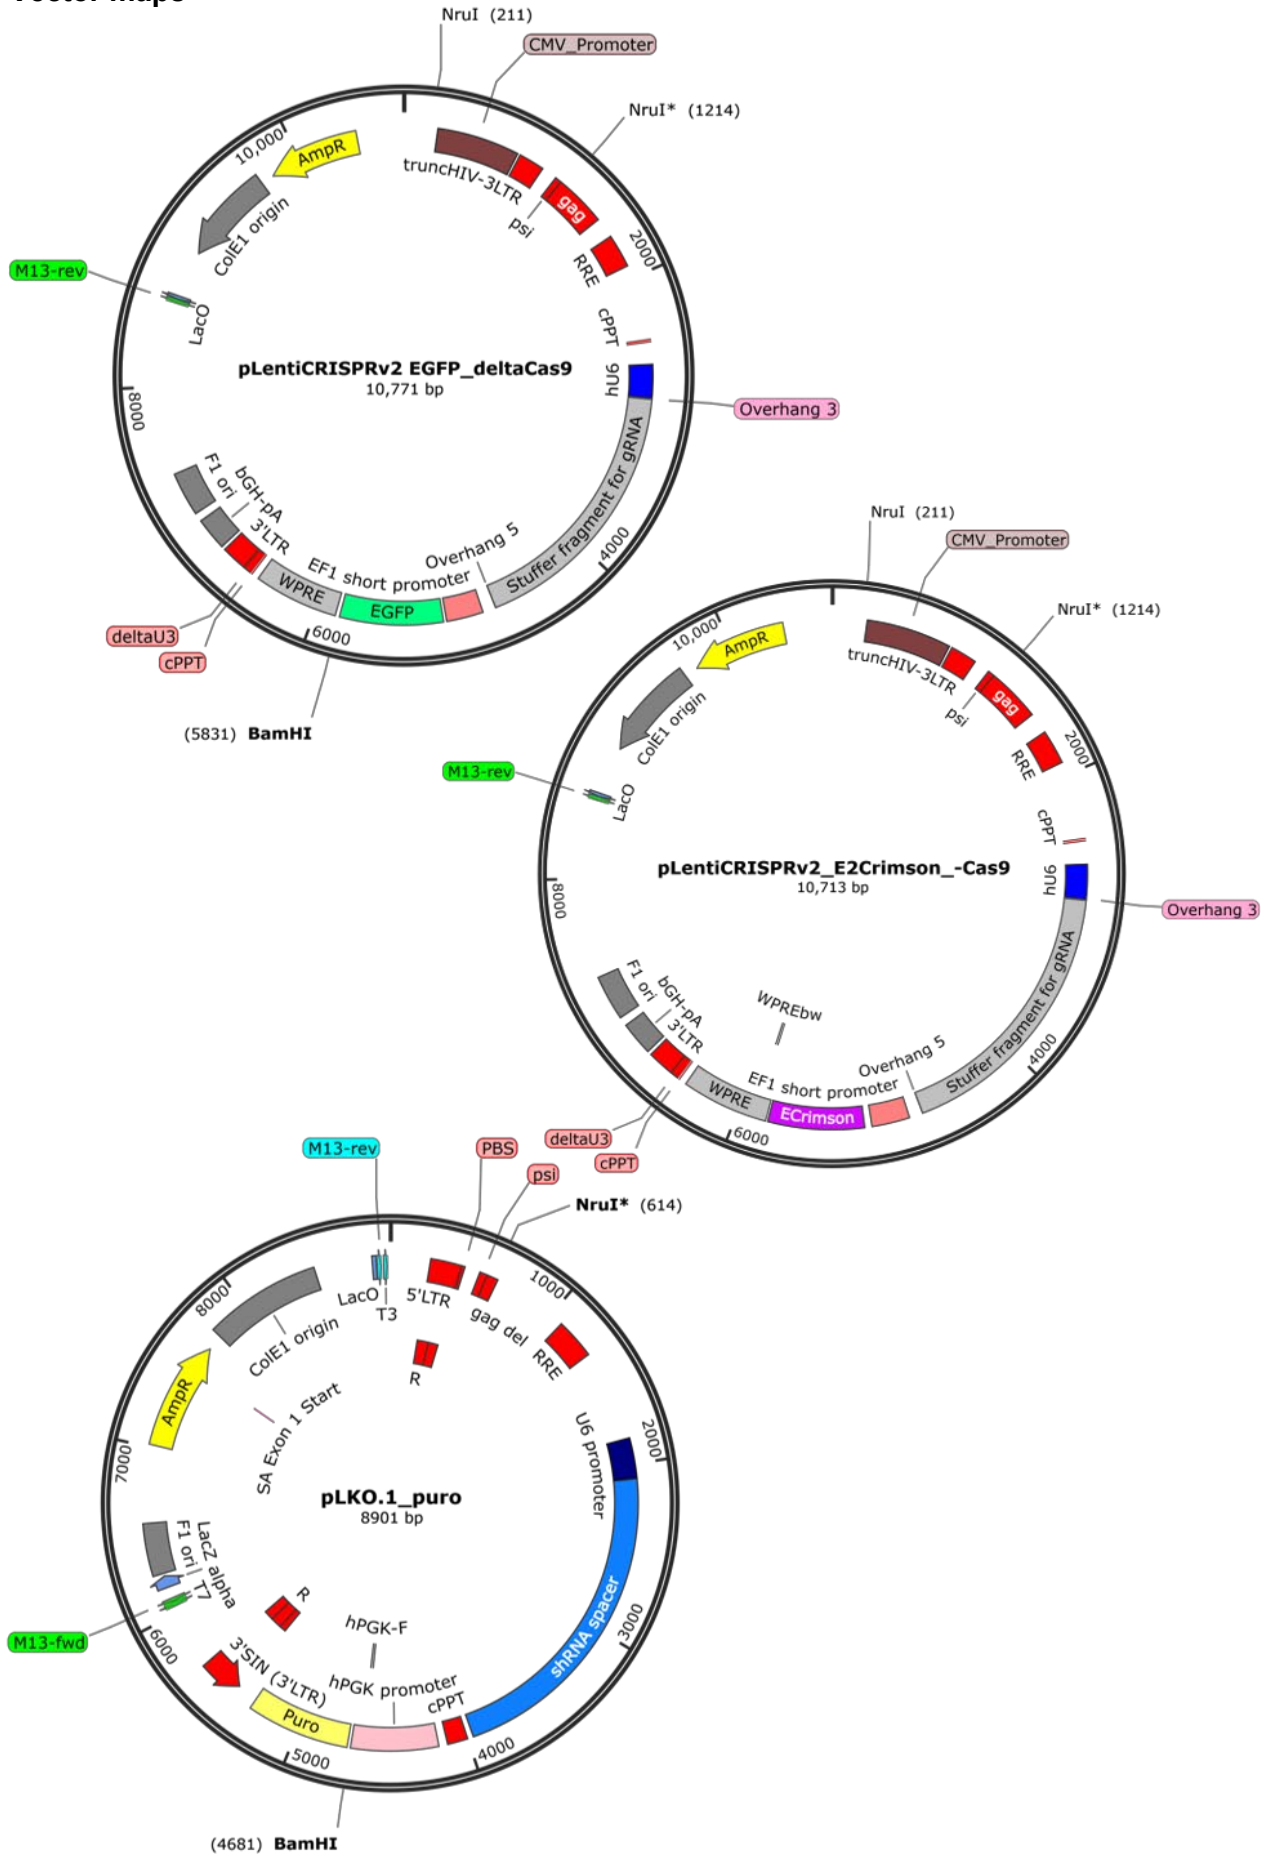 NruI (211)
CMV_Promoter
NruI* (1214)
10,000
AmpR
truncHIV-3LTR
psi
gag
2000
RRE
ColE1 origin
M13-rev
LacO
cPPT
pLentiCRISPRv2 EGFP_deltaCas9
10,771 bp
hU6
Overhang 3
8000
Stuffer fragment for gRNA
F1 ori
bGH-pA
3'LTR
EF1 short promoter
Overhang 5
4000
WPRE
EGFP
6000
deltaU3
cPPT
(5831) BamHI
NruI (211)
CMV_Promoter
NruI* (1214)
10,000
AmpR
truncHIV-3LTR
psi
gag
2000
RRE
ColE1 origin
M13-rev
LacO
cPPT
pLentiCRISPRv2_E2Crimson_-Cas9
10,713 bp
hU6
Overhang 3
8000
Stuffer fragment for gRNA
F1 ori
bGH-pA
3'LTR
WPREbw
EF1 short promoter
Overhang 5
4000
WPRE
ECrimson
6000
deltaU3
cPPT
M13-rev
PBS
psi
NruI* (614)
8000
LacO
T3
5'LTR
gag del
1000
RRE
ColE1 origin
R
AmpR
SA Exon 1 Start
U6 promoter
2000
7000
pLKO.1_puro
8901 bp
F1 ori
LacZ alpha
T7
M13-fwd
6000
R
hPGK-F
shRNA spacer
3000
3'SIN (3'LTR)
hPGK promoter
cPPT
Puro
5000
4000
(4681) BamHI